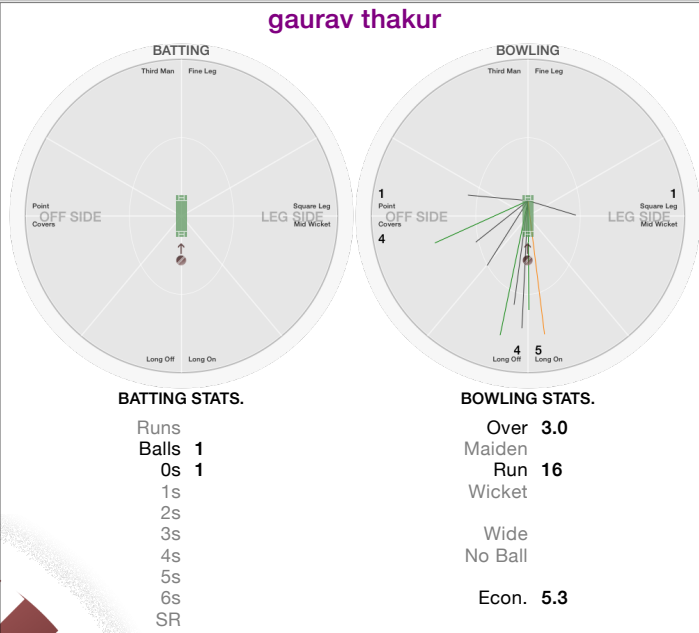 gaurav thakur
BATTING
BOWLING
Third Man Fine Leg
Third Man Fine Leg
Point
OFF SIDE
Covers
Square Leg
LEG SIDE
Mid Wicket
1
Point
OFF SIDE
Covers
4
1
Square Leg
LEG SIDE
Mid Wicket
Long Off Long On
4 5
Long Off Long On
BATTING STATS.
Runs
Balls 1
0s 1
1s
2s
3s
4s
5s
6s
SR
BOWLING STATS.
Over 3.0
Maiden
Run 16
Wicket
Wide
No Ball
Econ. 5.3